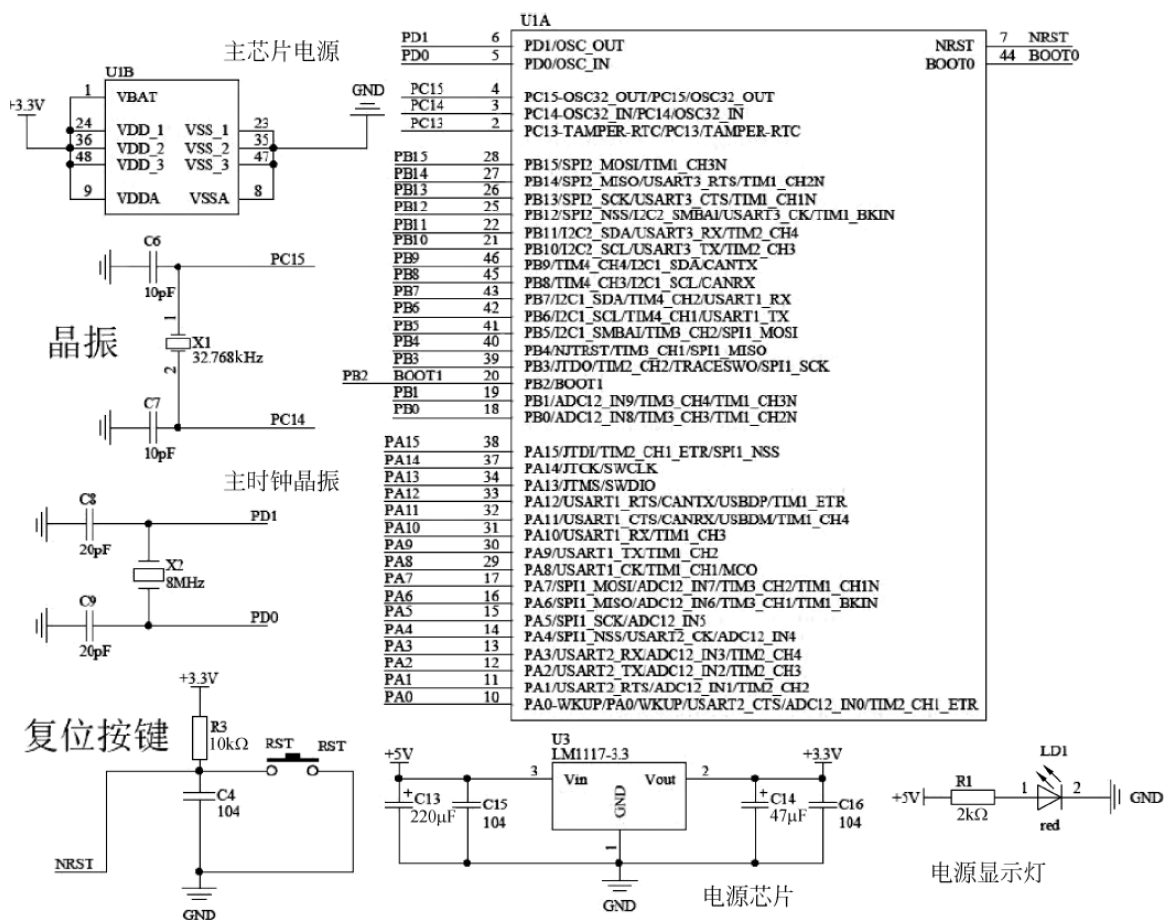 主芯片电源
U1B
+3.3V
GND
1 VBAT
24 VDD_1 VSS_1 23
36 VDD_2 VSS_2 35
48 VDD_3 VSS_3 47
9 VDDA VSSA 8
C6
10pF
PC15
晶振
1
X1
32.768kHz
2
C7
10pF
PC14
主时钟晶振
C8
20pF
PD1
X2
8MHz
C9
20pF
PD0
+3.3V
复位按键
R3
10kΩ
RST RST
C4
104
NRST
GND
U1A
PD1 6 PD1/OSC_OUT NRST 7 NRST
PD0 5 PD0/OSC_IN BOOT0 44 BOOT0
PC15 4 PC15-OSC32_OUT/PC15/OSC32_OUT
PC14 3 PC14-OSC32_IN/PC14/OSC32_IN
PC13 2 PC13-TAMPER-RTC/PC13/TAMPER-RTC
PB15 28 PB15/SPI2_MOSI/TIM1_CH3N
PB14 27 PB14/SPI2_MISO/USART3_RTS/TIM1_CH2N
PB13 26 PB13/SPI2_SCK/USART3_CTS/TIM1_CH1N
PB12 25 PB12/SPI2_NSS/I2C2_SMBAI/USART3_CK/TIM1_BKIN
PB11 22 PB11/I2C2_SDA/USART3_RX/TIM2_CH4
PB10 21 PB10/I2C2_SCL/USART3_TX/TIM2_CH3
PB9 46 PB9/TIM4_CH4/I2C1_SDA/CANTX
PB8 45 PB8/TIM4_CH3/I2C1_SCL/CANRX
PB7 43 PB7/I2C1_SDA/TIM4_CH2/USART1_RX
PB6 42 PB6/I2C1_SCL/TIM4_CH1/USART1_TX
PB5 41 PB5/I2C1_SMBAI/TIM3_CH2/SPI1_MOSI
PB4 40 PB4/NJTRST/TIM3_CH1/SPI1_MISO
PB3 39 PB3/JTDO/TIM2_CH2/TRACESWO/SPI1_SCK
PB2 BOOT1 20 PB2/BOOT1
PB1 19 PB1/ADC12_IN9/TIM3_CH4/TIM1_CH3N
PB0 18 PB0/ADC12_IN8/TIM3_CH3/TIM1_CH2N
PA15 38 PA15/JTDI/TIM2_CH1_ETR/SPI1_NSS
PA14 37 PA14/JTCK/SWCLK
PA13 34 PA13/JTMS/SWDIO
PA12 33 PA12/USART1_RTS/CANTX/USBDP/TIM1_ETR
PA11 32 PA11/USART1_CTS/CANRX/USBDM/TIM1_CH4
PA10 31 PA10/USART1_RX/TIM1_CH3
PA9 30 PA9/USART1_TX/TIM1_CH2
PA8 29 PA8/USART1_CK/TIM1_CH1/MCO
PA7 17 PA7/SPI1_MOSI/ADC12_IN7/TIM3_CH2/TIM1_CH1N
PA6 16 PA6/SPI1_MISO/ADC12_IN6/TIM3_CH1/TIM1_BKIN
PA5 15 PA5/SPI1_SCK/ADC12_IN5
PA4 14 PA4/SPI1_NSS/USART2_CK/ADC12_IN4
PA3 13 PA3/USART2_RX/ADC12_IN3/TIM2_CH4
PA2 12 PA2/USART2_TX/ADC12_IN2/TIM2_CH3
PA1 11 PA1/USART2_RTS/ADC12_IN1/TIM2_CH2
PA0 10 PA0-WKUP/PA0/WKUP/USART2_CTS/ADC12_IN0/TIM2_CH1_ETR
U3
LM1117-3.3
+5V
3 Vin Vout 2
+3.3V
GND
1
C13
220μF
C15
104
C14
47μF
C16
104
GND
电源芯片
LD1
+5V
R1
2kΩ
1 2
red
GND
电源显示灯